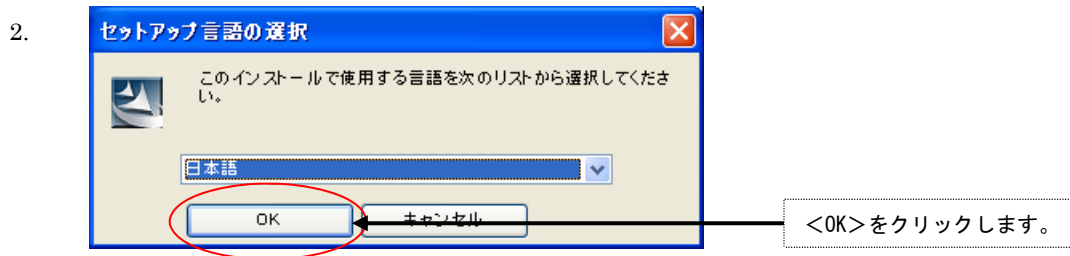 2.
セットアップ言語の選択
このインストールで使用する言語を次のリストから選択してくださ
い。
日本語
OK
キャンセル
<OK>をクリックします。